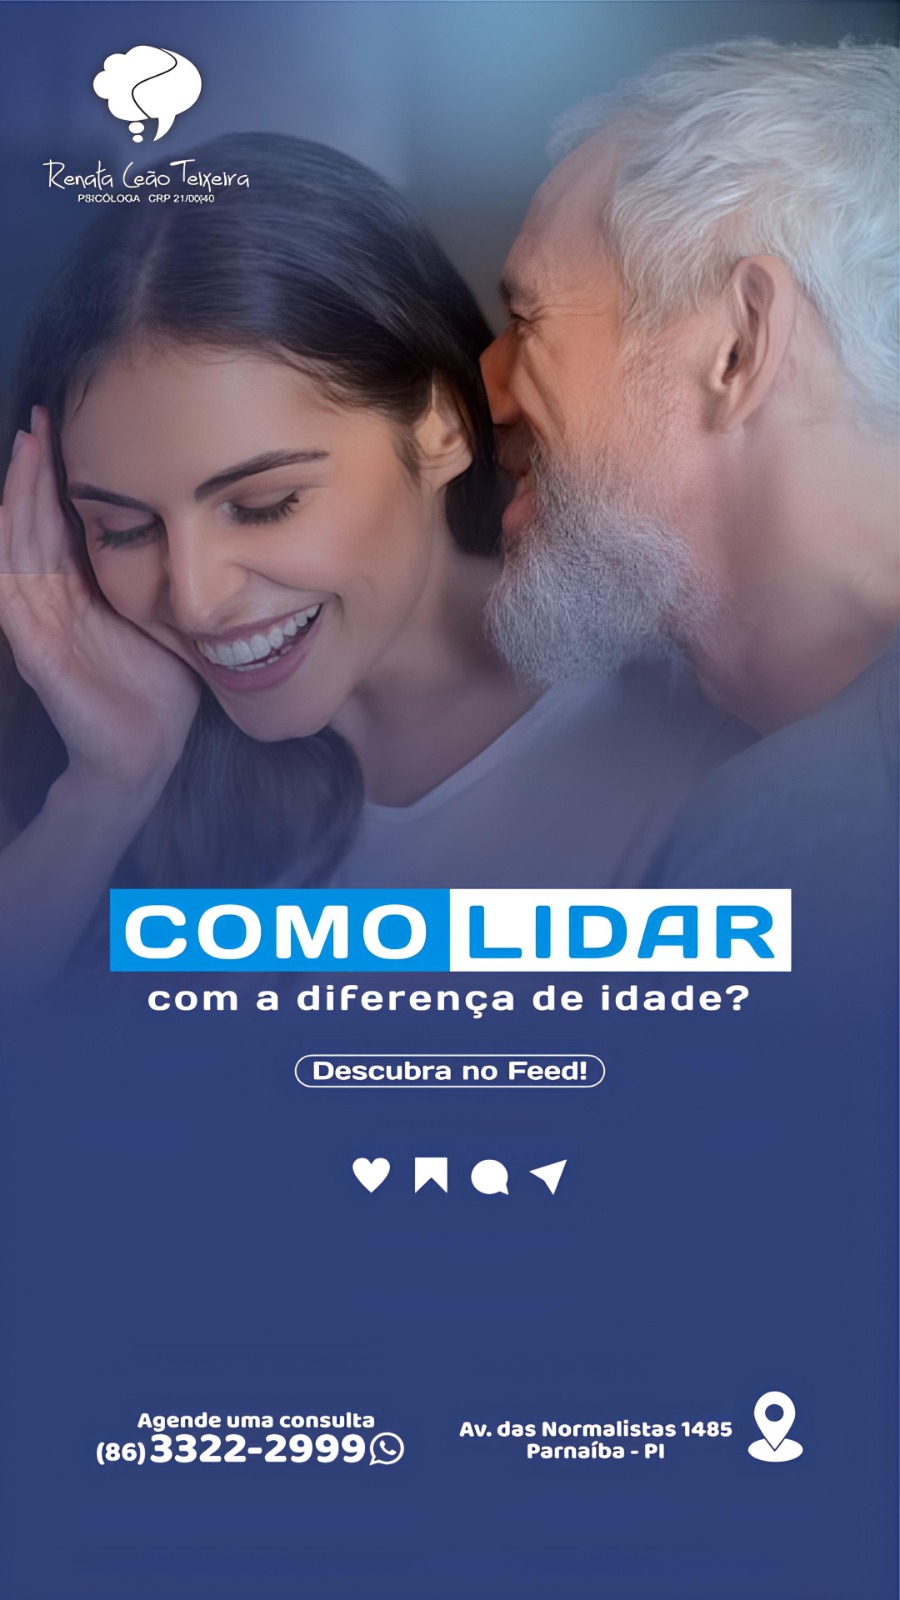 Renata Leão Teixeira
PSICÓLOGA CRP 21/00340
COMO LIDAR
com a diferença de idade?
Descubra no Feed!
Agende uma consulta
(86) 3322-2999
Av. das Normalistas 1485
Parnaíba - PI